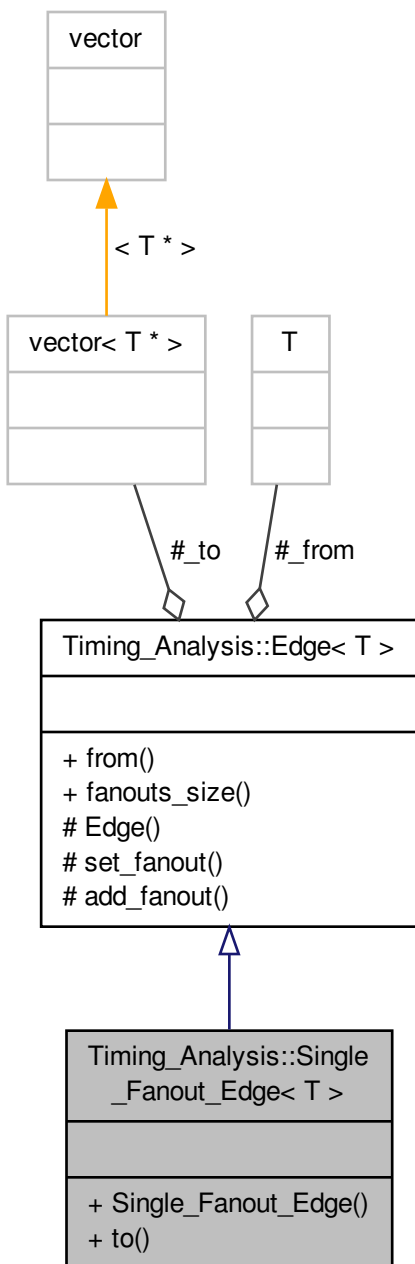 vector
< T * >
vector< T * >
T
#_to
#_from
Timing_Analysis::Edge< T >
+ from()
+ fanouts_size()
# Edge()
# set_fanout()
# add_fanout()
Timing_Analysis::Single
_Fanout_Edge< T >
+ Single_Fanout_Edge()
+ to()